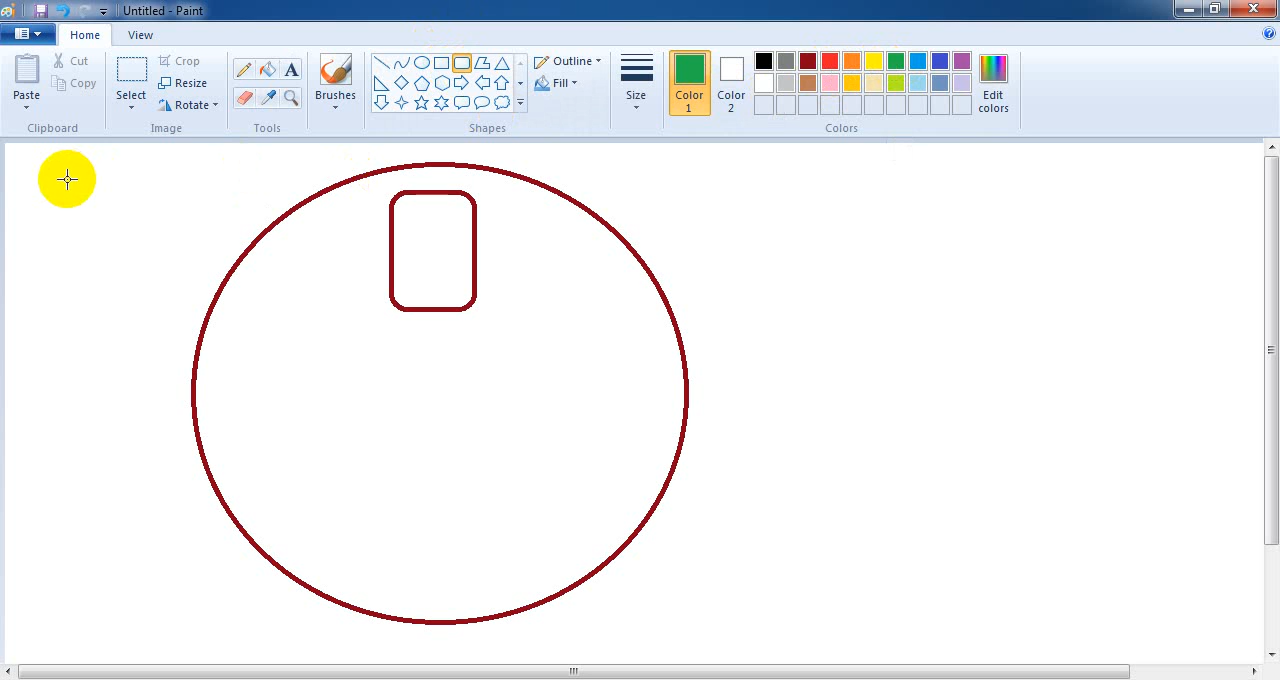 Untitled - Paint
Home View
Paste Cut Copy Clipboard
Select Crop Resize Rotate Image
A
Tools
Brushes
Shapes
Outline
Fill
Size
Color 1
Color 2
Edit colors
Colors